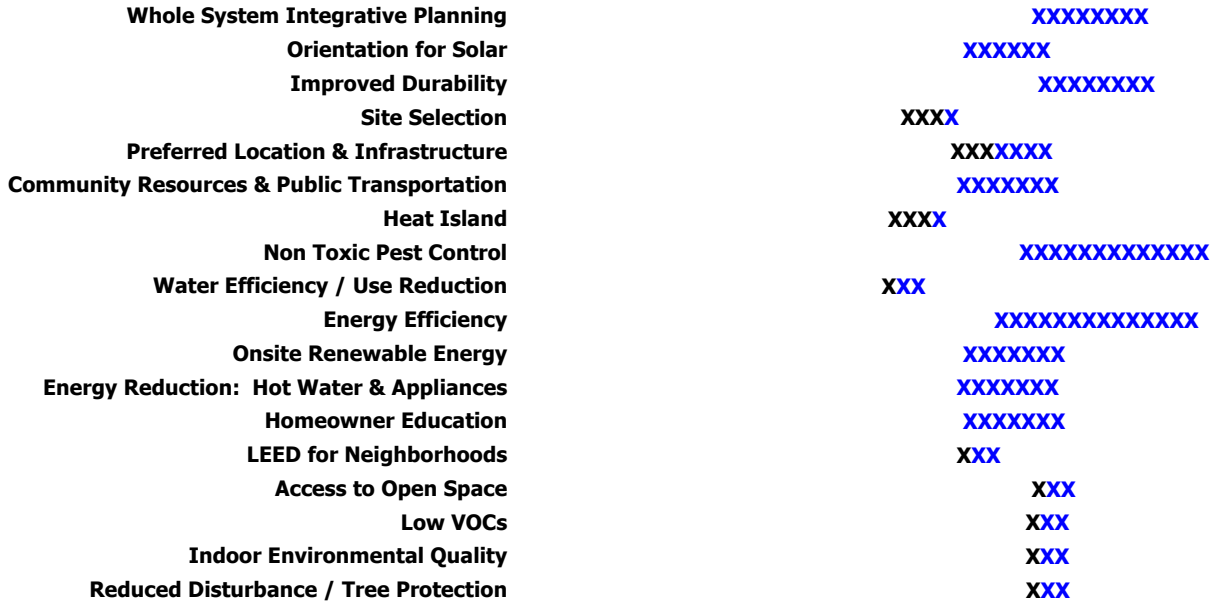 Whole System Integrative Planning XXXXXXXX
Orientation for Solar XXXXXX
Improved Durability XXXXXXXX
Site Selection XXXX
Preferred Location & Infrastructure XXXXXXX
Community Resources & Public Transportation XXXXXXX
Heat Island XXXX
Non Toxic Pest Control XXXXXXXXXXXXX
Water Efficiency / Use Reduction XXX
Energy Efficiency XXXXXXXXXXXXXX
Onsite Renewable Energy XXXXXXX
Energy Reduction: Hot Water & Appliances XXXXXXX
Homeowner Education XXXXXXX
LEED for Neighborhoods XXX
Access to Open Space XXX
Low VOCs XXX
Indoor Environmental Quality XXX
Reduced Disturbance / Tree Protection XXX